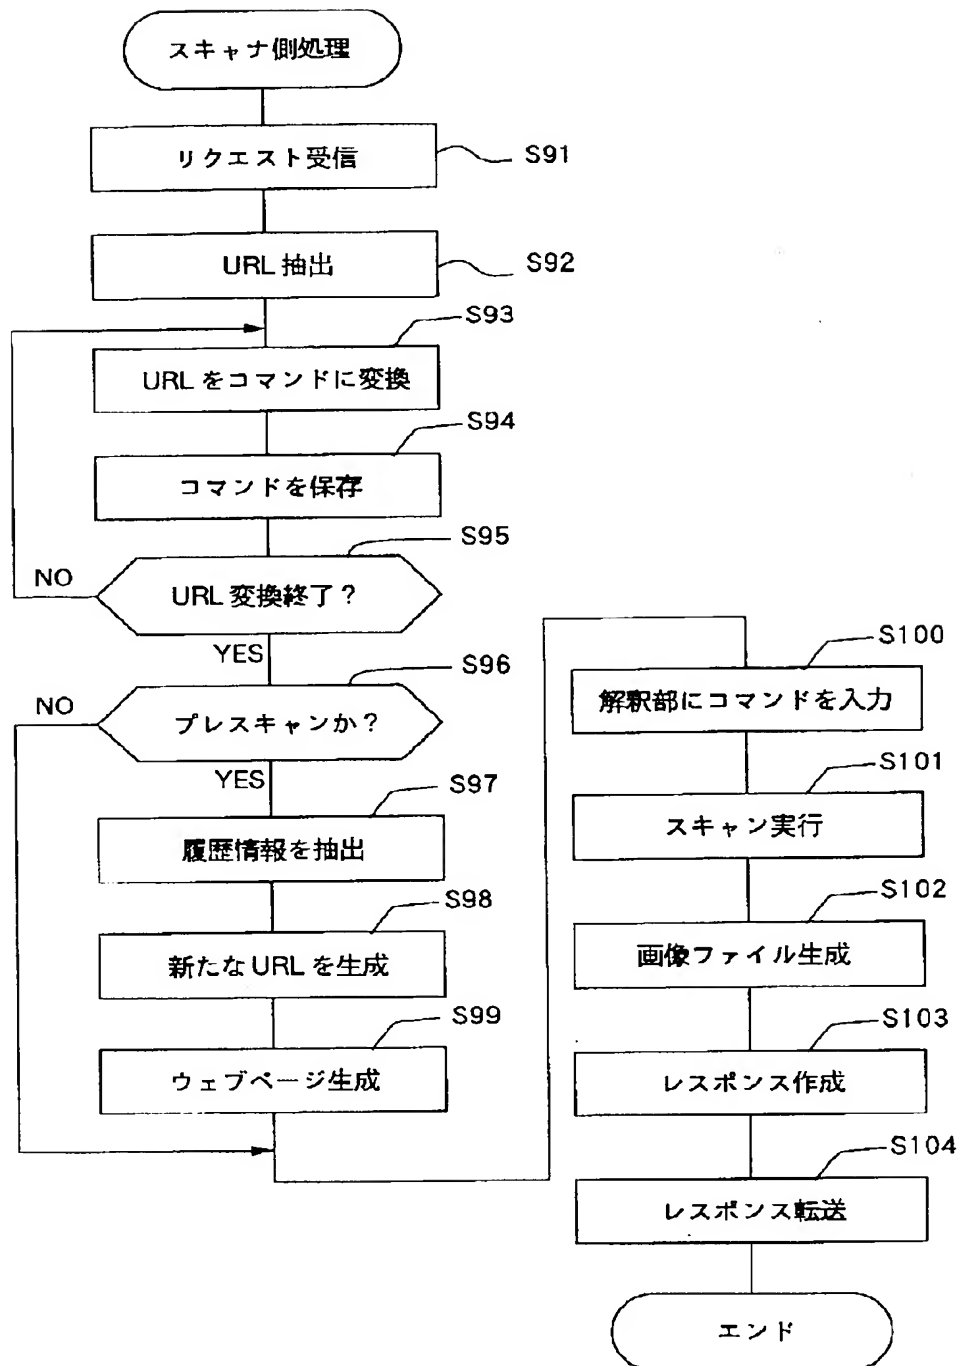 スキャナ側処理
リクエスト受信
S91
URL 抽出
S92
S93
URLをコマンドに変換
S94
コマンドを保存
S95
NO
URL 変換終了?
YES
S96
NO
プレスキャンか?
YES
S97
履歴情報を抽出
S98
新たな URL を生成
S99
ウェブページ生成
S100
解釈部にコマンドを入力
S101
スキャン実行
S102
画像ファイル生成
S103
レスポンス作成
S104
レスポンス転送
エンド